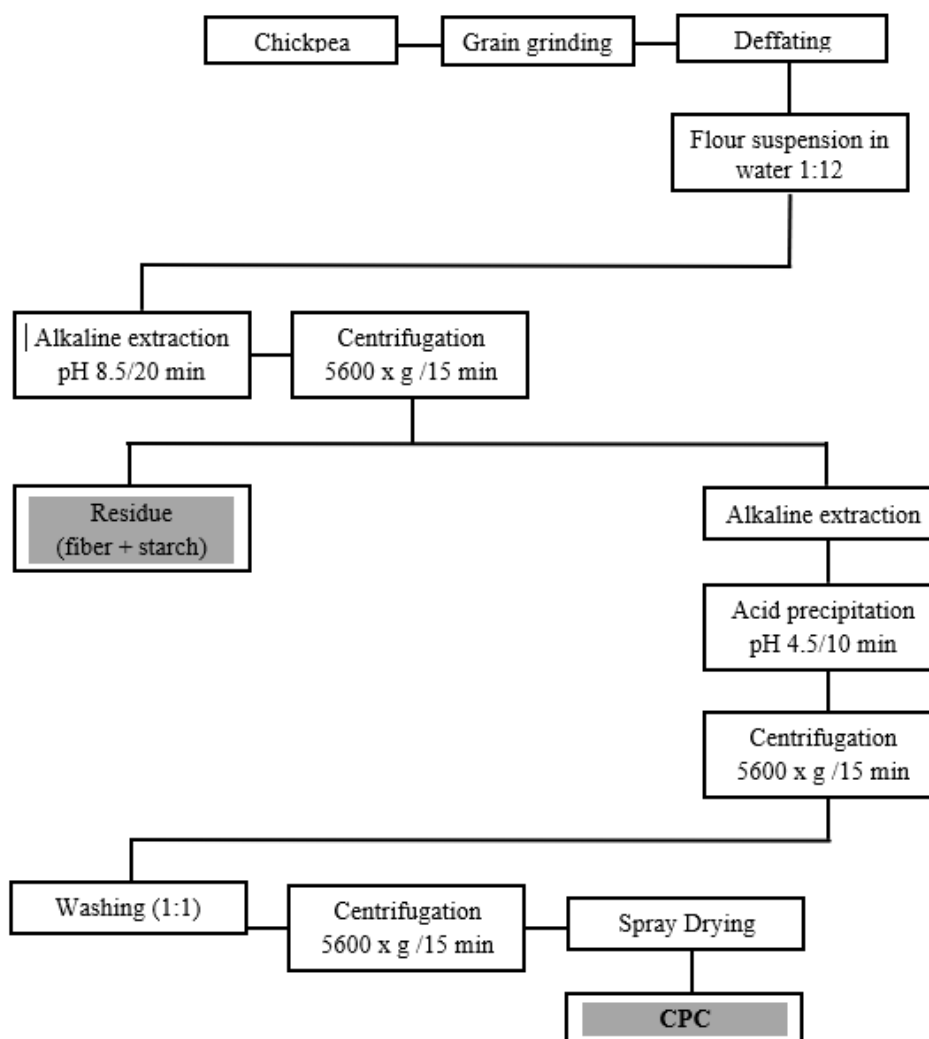 Chickpea
Grain grinding
Deffating
Flour suspension in
water 1:12
Alkaline extraction
pH 8.5/20 min
Centrifugation
5600 x g /15 min
Residue
(fiber + starch)
Alkaline extraction
Acid precipitation
pH 4.5/10 min
Centrifugation
5600 x g /15 min
Washing (1:1)
Centrifugation
5600 x g /15 min
Spray Drying
CPC